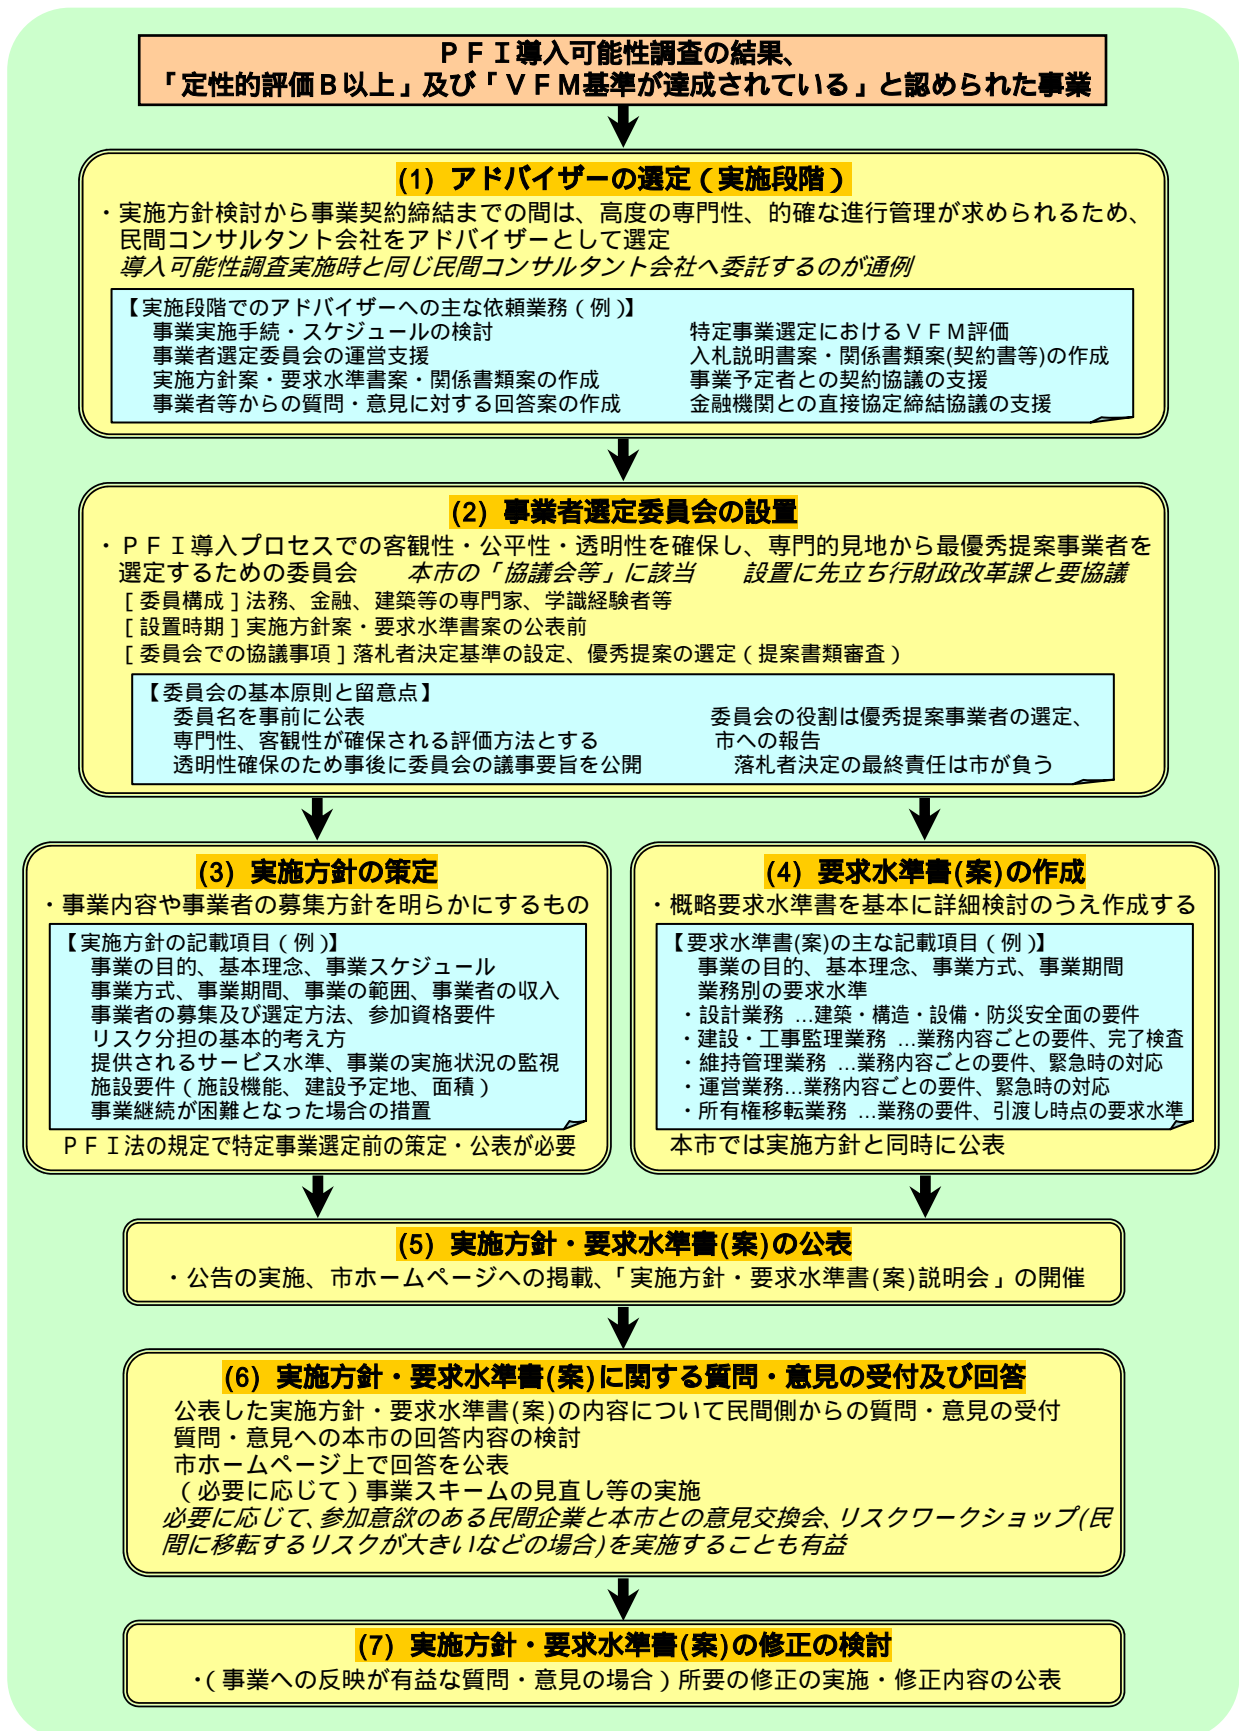 ＰＦＩ導入可能性調査の結果、
「定性的評価Ｂ以上」及び「ＶＦＭ基準が達成されている」と認められた事業
(1) アドバイザーの選定（実施段階）
・実施方針検討から事業契約締結までの間は、高度の専門性、的確な進行管理が求められるため、
民間コンサルタント会社をアドバイザーとして選定
導入可能性調査実施時と同じ民間コンサルタント会社へ委託するのが通例
【実施段階でのアドバイザーへの主な依頼業務（例）】
事業実施手続・スケジュールの検討
事業者選定委員会の運営支援
実施方針案・要求水準書案・関係書類案の作成
事業者等からの質問・意見に対する回答案の作成
特定事業選定におけるＶＦＭ評価
入札説明書案・関係書類案(契約書等)の作成
事業予定者との契約協議の支援
金融機関との直接協定締結協議の支援
(2) 事業者選定委員会の設置
・ＰＦＩ導入プロセスでの客観性・公平性・透明性を確保し、専門的見地から最優秀提案事業者を
選定するための委員会　　本市の「協議会等」に該当　　設置に先立ち行財政改革課と要協議
［委員構成］法務、金融、建築等の専門家、学識経験者等
［設置時期］実施方針案・要求水準書案の公表前
［委員会での協議事項］落札者決定基準の設定、優秀提案の選定（提案書類審査）
【委員会の基本原則と留意点】
委員名を事前に公表
専門性、客観性が確保される評価方法とする
透明性確保のため事後に委員会の議事要旨を公開
委員会の役割は優秀提案事業者の選定、
市への報告
落札者決定の最終責任は市が負う
(3) 実施方針の策定
・事業内容や事業者の募集方針を明らかにするもの
【実施方針の記載項目（例）】
事業の目的、基本理念、事業スケジュール
事業方式、事業期間、事業の範囲、事業者の収入
事業者の募集及び選定方法、参加資格要件
リスク分担の基本的考え方
提供されるサービス水準、事業の実施状況の監視
施設要件（施設機能、建設予定地、面積）
事業継続が困難となった場合の措置
ＰＦＩ法の規定で特定事業選定前の策定・公表が必要
(4) 要求水準書(案)の作成
・概略要求水準書を基本に詳細検討のうえ作成する
【要求水準書(案)の主な記載項目（例）】
事業の目的、基本理念、事業方式、事業期間
業務別の要求水準
・設計業務 …建築・構造・設備・防災安全面の要件
・建設・工事監理業務 …業務内容ごとの要件、完了検査
・維持管理業務 …業務内容ごとの要件、緊急時の対応
・運営業務…業務内容ごとの要件、緊急時の対応
・所有権移転業務 …業務の要件、引渡し時点の要求水準
本市では実施方針と同時に公表
(5) 実施方針・要求水準書(案)の公表
・公告の実施、市ホームページへの掲載、「実施方針・要求水準書(案)説明会」の開催
(6) 実施方針・要求水準書(案)に関する質問・意見の受付及び回答
公表した実施方針・要求水準書(案)の内容について民間側からの質問・意見の受付
質問・意見への本市の回答内容の検討
市ホームページ上で回答を公表
（必要に応じて）事業スキームの見直し等の実施
必要に応じて、参加意欲のある民間企業と本市との意見交換会、リスクワークショップ(民
間に移転するリスクが大きいなどの場合)を実施することも有益
(7) 実施方針・要求水準書(案)の修正の検討
・（事業への反映が有益な質問・意見の場合）所要の修正の実施・修正内容の公表